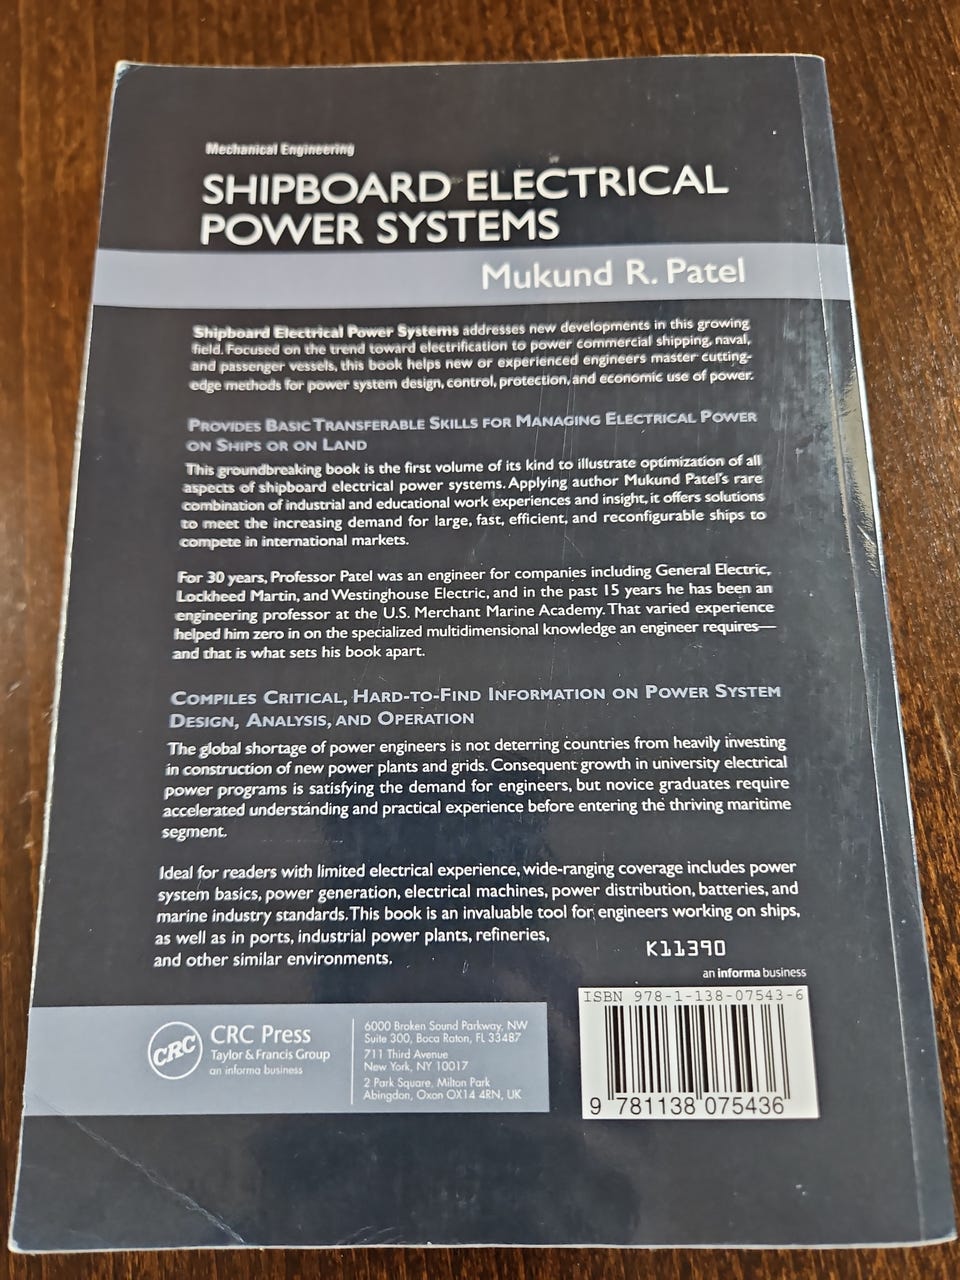 Mechanical Engineering
SHIPBOARD ELECTRICAL
POWER SYSTEMS
Mukund R. Patel
Shipboard Electrical Power Systems addresses new developments in this growing
field. Focused on the trend toward electrification to power commercial shipping, naval,
and passenger vessels, this book helps new or experienced engineers master cutting-
edge methods for power system design, control, protection, and economic use of power.
PROVIDES BASIC TRANSFERABLE SKILLS FOR MANAGING ELECTRICAL POWER
ON SHIPS OR ON LAND
This groundbreaking book is the first volume of its kind to illustrate optimization of all
aspects of shipboard electrical power systems. Applying author Mukund Patel's rare
combination of industrial and educational work experiences and insight, it offers solutions
to meet the increasing demand for large, fast, efficient, and reconfigurable ships to
compete in international markets.
For 30 years, Professor Patel was an engineer for companies including General Electric,
Lockheed Martin, and Westinghouse Electric, and in the past 15 years he has been an
engineering professor at the U.S. Merchant Marine Academy. That varied experience
helped him zero in on the specialized multidimensional knowledge an engineer requires—
and that is what sets his book apart.
COMPILES CRITICAL, HARD-TO-FIND INFORMATION ON POWER SYSTEM
DESIGN, ANALYSIS, AND OPERATION
The global shortage of power engineers is not deterring countries from heavily investing
in construction of new power plants and grids. Consequent growth in university electrical
power programs is satisfying the demand for engineers, but novice graduates require
accelerated understanding and practical experience before entering the thriving maritime
segment.
Ideal for readers with limited electrical experience, wide-ranging coverage includes power
system basics, power generation, electrical machines, power distribution, batteries, and
marine industry standards. This book is an invaluable tool for engineers working on ships,
as well as in ports, industrial power plants, refineries,
and other similar environments.
K11390
an informa business
ISBN 978-1-138-07543-6
9 781138 075436
CRC
CRC Press
Taylor & Francis Group
an informa business
6000 Broken Sound Parkway, NW
Suite 300, Boca Raton, FL 33487
711 Third Avenue
New York, NY 10017
2 Park Square, Milton Park
Abingdon, Oxon OX14 4RN, UK